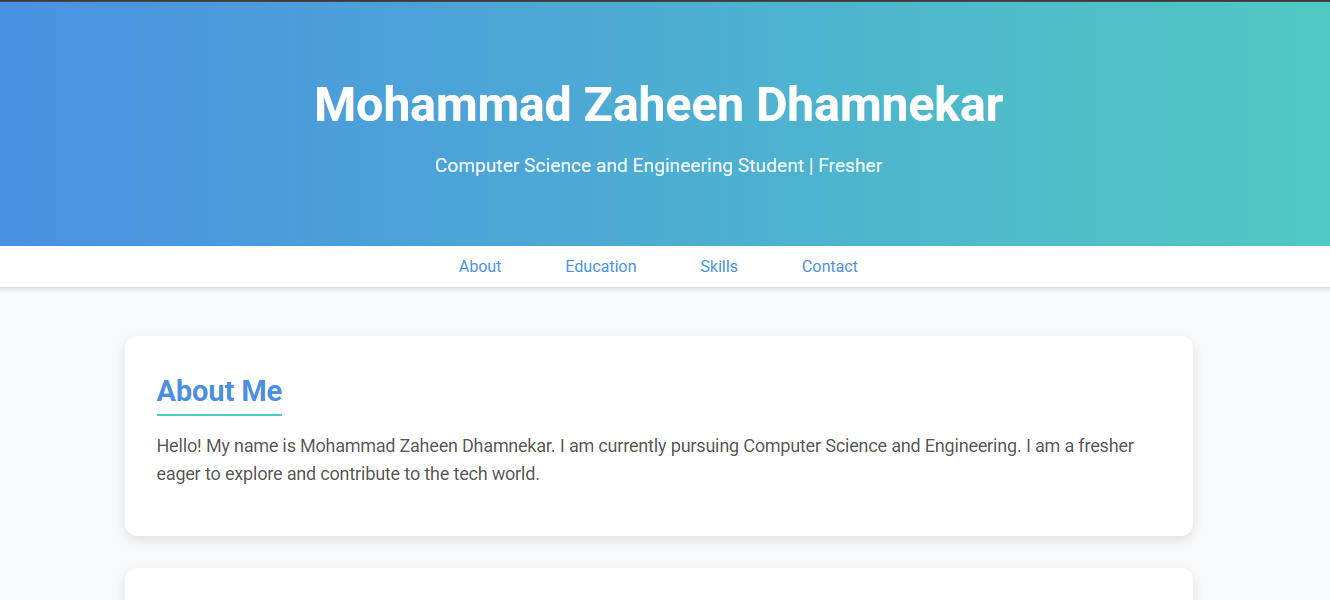 Mohammad Zaheen Dhamnekar
Computer Science and Engineering Student | Fresher
About Education Skills Contact
About Me
Hello! My name is Mohammad Zaheen Dhamnekar. I am currently pursuing Computer Science and Engineering. I am a fresher
eager to explore and contribute to the tech world.